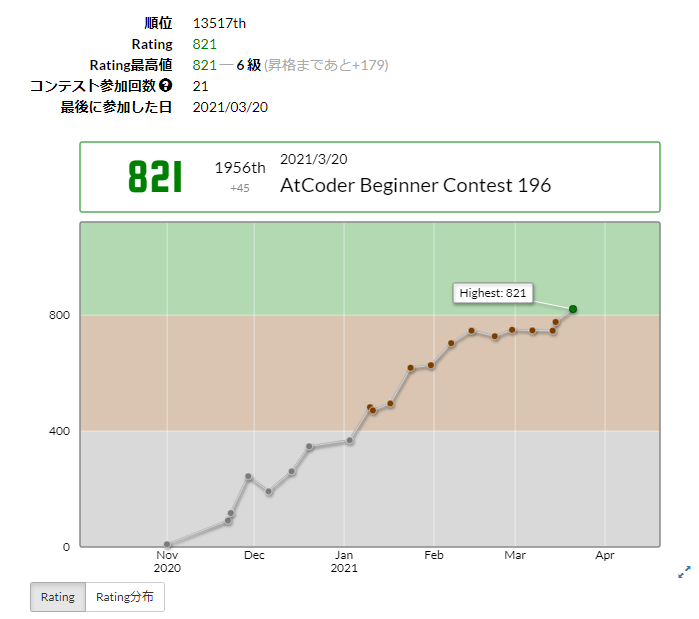 順位 13517th
Rating 821
Rating最高値 821 ― 6 級 (昇格まであと+179)
コンテスト参加回数 ? 21
最後に参加した日 2021/03/20
821 1956th +45 2021/3/20
AtCoder Beginner Contest 196
Highest: 821
800
400
0
Nov Dec Jan Feb Mar Apr
2020 2021
Rating Rating分布